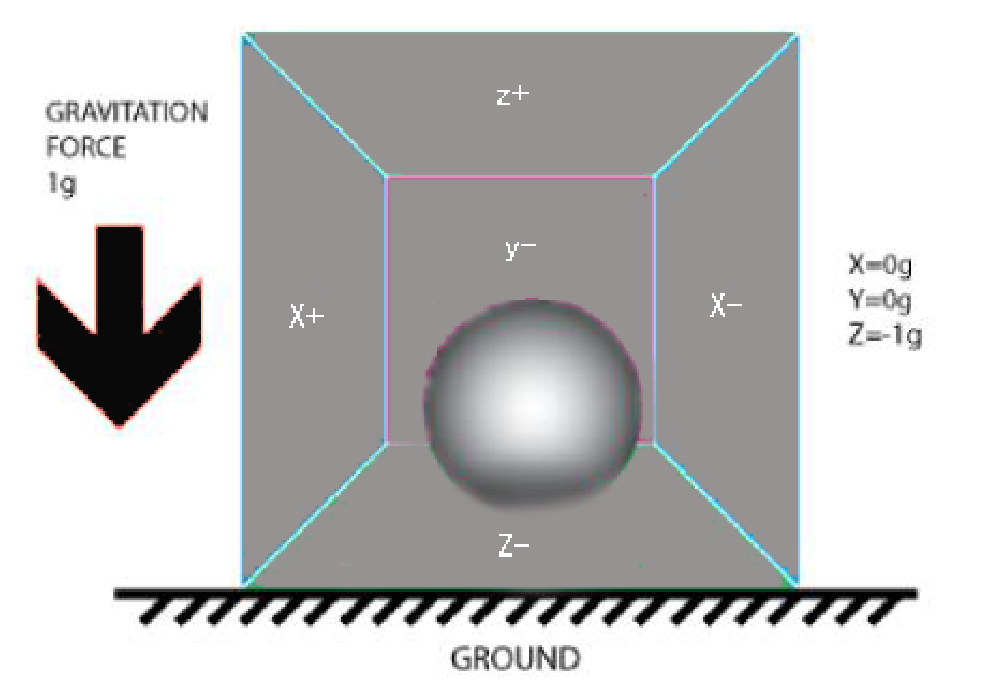 GRAVITATION
FORCE
1g
z+
y-
X+
X-
X=0g
Y=0g
Z=-1g
Z-
GROUND